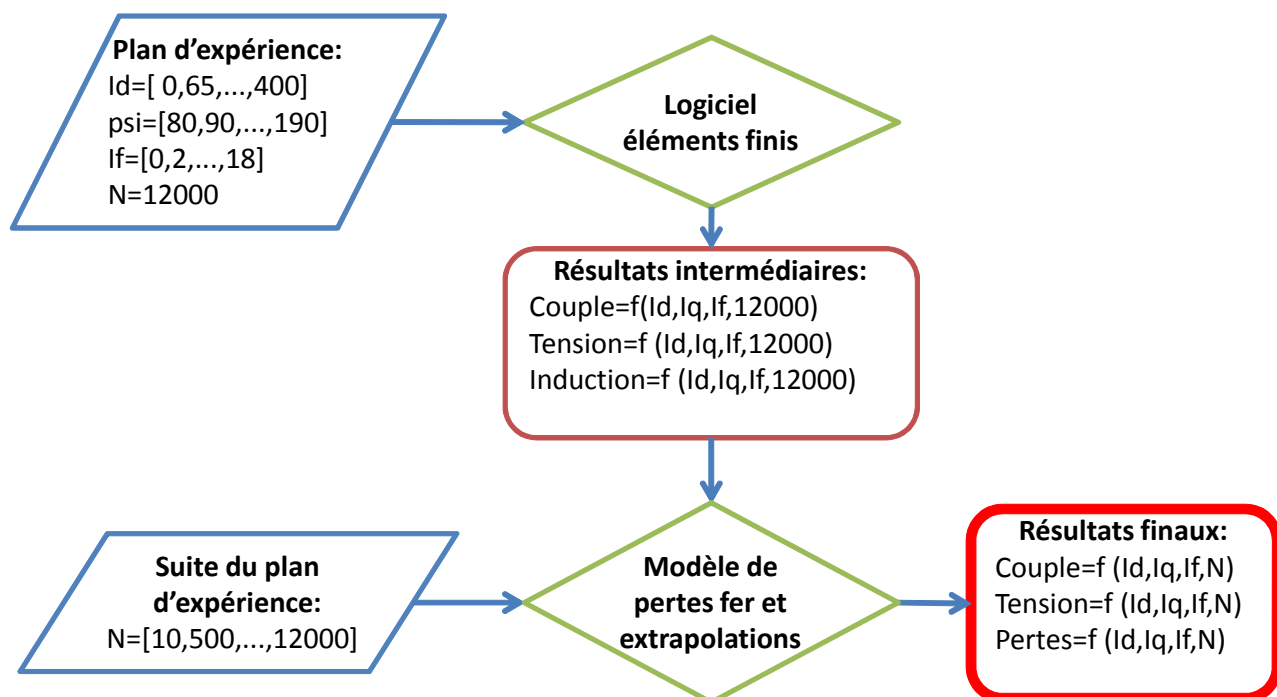 Plan d’expérience:
Id=[ 0,65,...,400]
psi=[80,90,...,190]
If=[0,2,...,18]
N=12000
Logiciel
éléments finis
Résultats intermédiaires:
Couple=f(Id,Iq,If,12000)
Tension=f (Id,Iq,If,12000)
Induction=f (Id,Iq,If,12000)
Suite du plan
d’expérience:
N=[10,500,...,12000]
Modèle de
pertes fer et
extrapolations
Résultats finaux:
Couple=f (Id,Iq,If,N)
Tension=f (Id,Iq,If,N)
Pertes=f (Id,Iq,If,N)